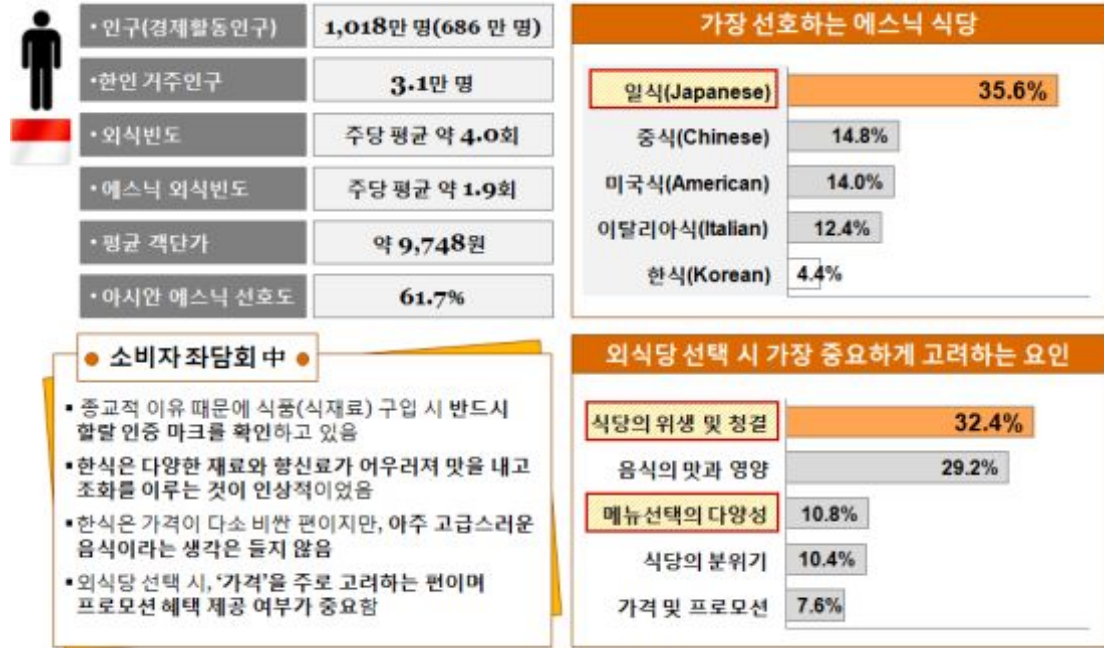 • 인구(경제활동인구) 1,018만 명(686 만 명)
•한인 거주인구 3.1만 명
• 외식빈도 주당 평균 약 4.0회
• 에스닉 외식빈도 주당 평균 약 1.9회
• 평균 객단가 약 9,748원
• 아시안 에스닉 선호도 61.7%
가장 선호하는 에스닉 식당
일식(Japanese) 35.6%
중식(Chinese) 14.8%
미국식(American) 14.0%
이탈리아식(Italian) 12.4%
한식(Korean) 4.4%
● 소비자 좌담회 中 ●
▪ 종교적 이유 때문에 식품(식재료) 구입 시 반드시
할랄 인증 마크를 확인하고 있음
▪ 한식은 다양한 재료와 향신료가 어우러져 맛을 내고
조화를 이루는 것이 인상적이었음
▪ 한식은 가격이 다소 비싼 편이지만, 아주 고급스러운
음식이라는 생각은 들지 않음
▪ 외식당 선택 시, ‘가격’을 주로 고려하는 펀이며
프로모션 혜택 제공 여부가 중요함
외식당 선택 시 가장 중요하게 고려하는 요인
식당의 위생 및 청결 32.4%
음식의 맛과 영양 29.2%
메뉴선택의 다양성 10.8%
식당의 분위기 10.4%
가격 및 프로모션 7.6%